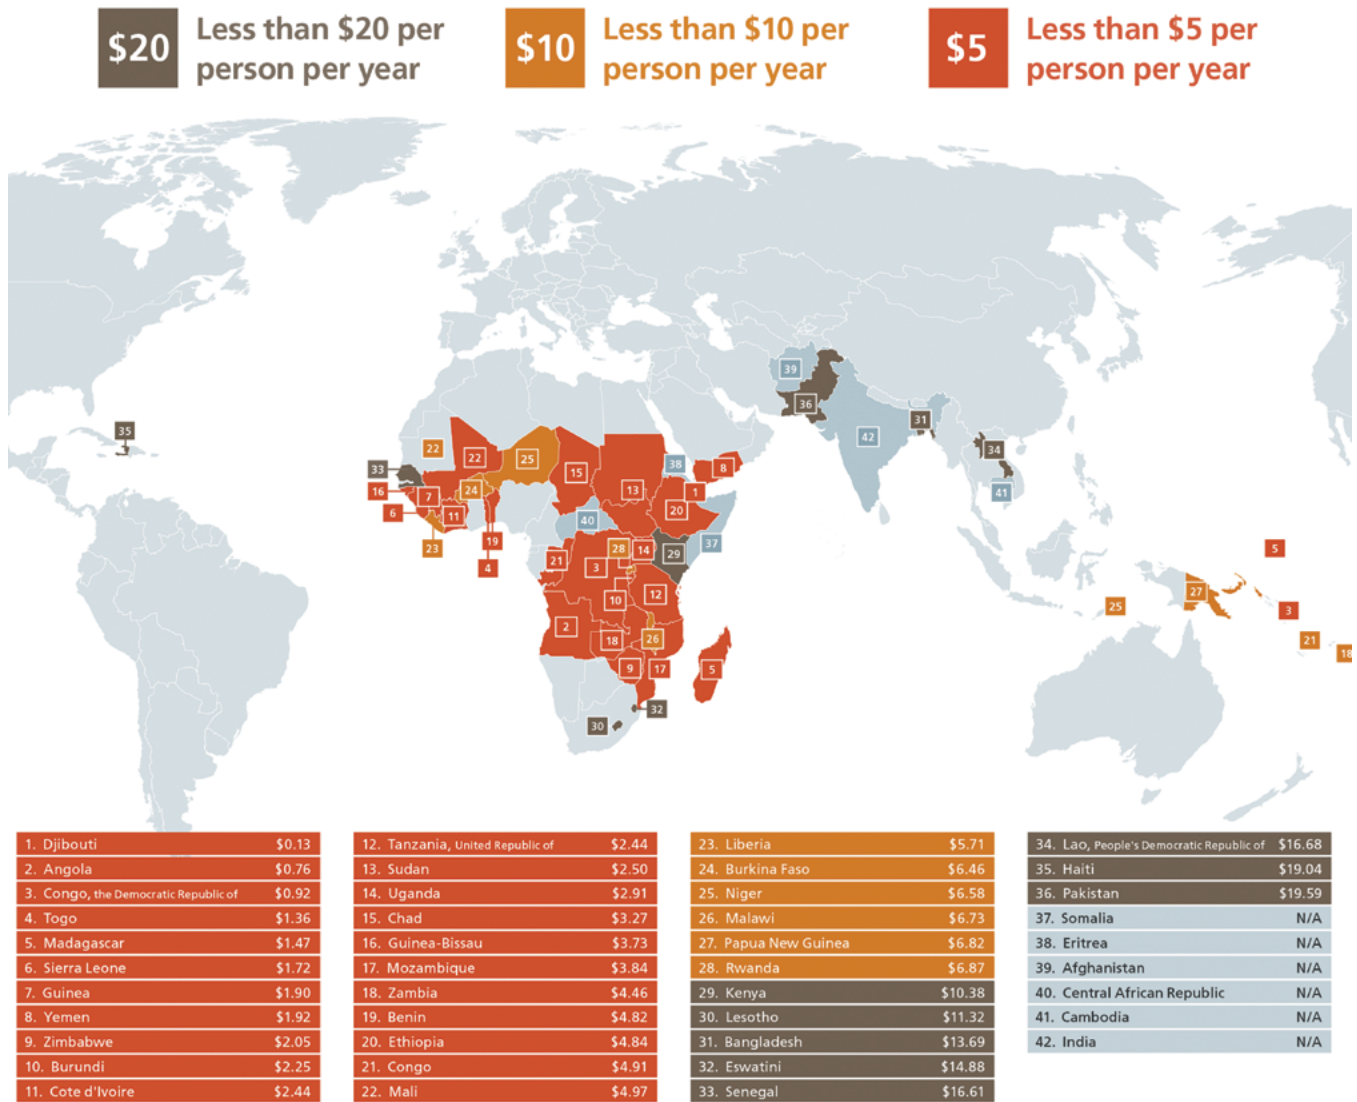 $20
Less than $20 per
person per year
$10
Less than $10 per
person per year
$5
Less than $5 per
person per year
35
39
36
31
42
34
41
22
22
25
33
24
15
38
8
16
7
13
1
6
11
20
40
23
19
4
21
28
14
29
37
3
5
12
10
25
27
3
2
18
26
21
18
9
17
5
32
30
1. Djibouti $0.13
2. Angola $0.76
3. Congo, the Democratic Republic of $0.92
4. Togo $1.36
5. Madagascar $1.47
6. Sierra Leone $1.72
7. Guinea $1.90
8. Yemen $1.92
9. Zimbabwe $2.05
10. Burundi $2.25
11. Cote d'Ivoire $2.44
12. Tanzania, United Republic of $2.44
13. Sudan $2.50
14. Uganda $2.91
15. Chad $3.27
16. Guinea-Bissau $3.73
17. Mozambique $3.84
18. Zambia $4.46
19. Benin $4.82
20. Ethiopia $4.84
21. Congo $4.91
22. Mali $4.97
23. Liberia $5.71
24. Burkina Faso $6.46
25. Niger $6.58
26. Malawi $6.73
27. Papua New Guinea $6.82
28. Rwanda $6.87
29. Kenya $10.38
30. Lesotho $11.32
31. Bangladesh $13.69
32. Eswatini $14.88
33. Senegal $16.61
34. Lao, People's Democratic Republic of $16.68
35. Haiti $19.04
36. Pakistan $19.59
37. Somalia N/A
38. Eritrea N/A
39. Afghanistan N/A
40. Central African Republic N/A
41. Cambodia N/A
42. India N/A